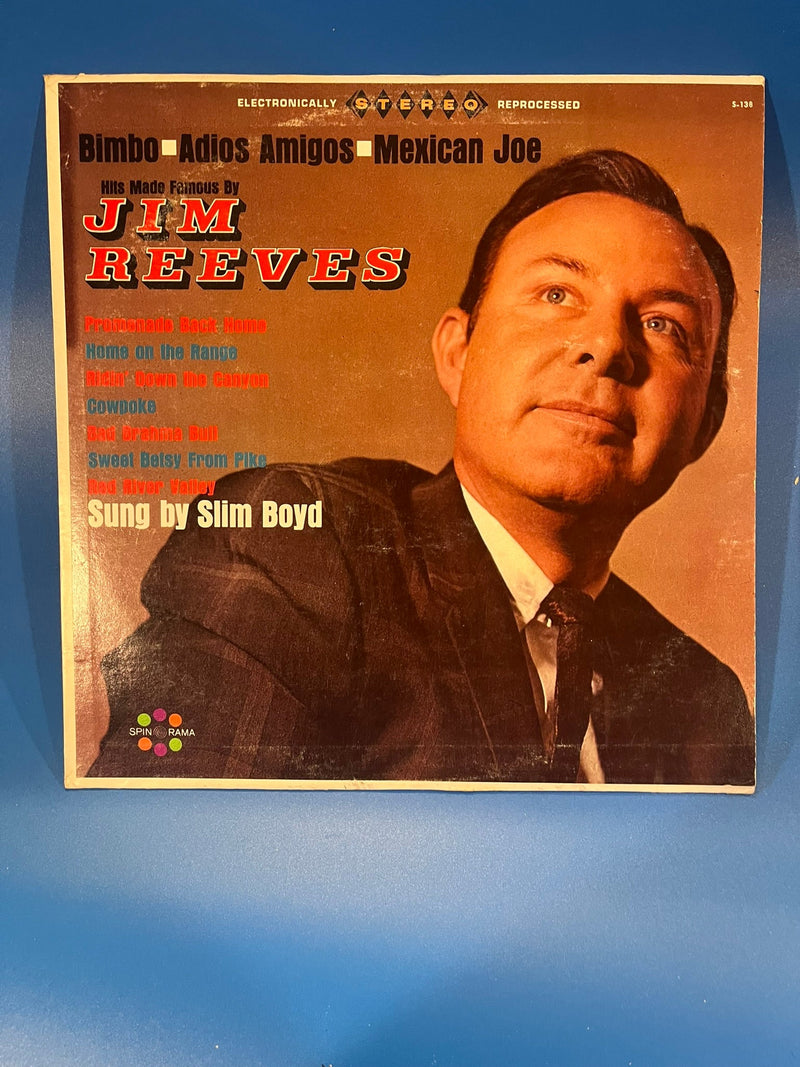 ELECTRONICALLY STEREO REPROCESSED
S-138
Bimbo Adios Amigos Mexican Joe
Hits Made Famous By
JIM
REEVES
Promenade Back Home
Home on the Range
Ridin' Down the Canyon
Cowpoke
Bad Brahma Bull
Sweet Betsy From Pike
Red River Valley
Sung by Slim Boyd
SPIN RAMA